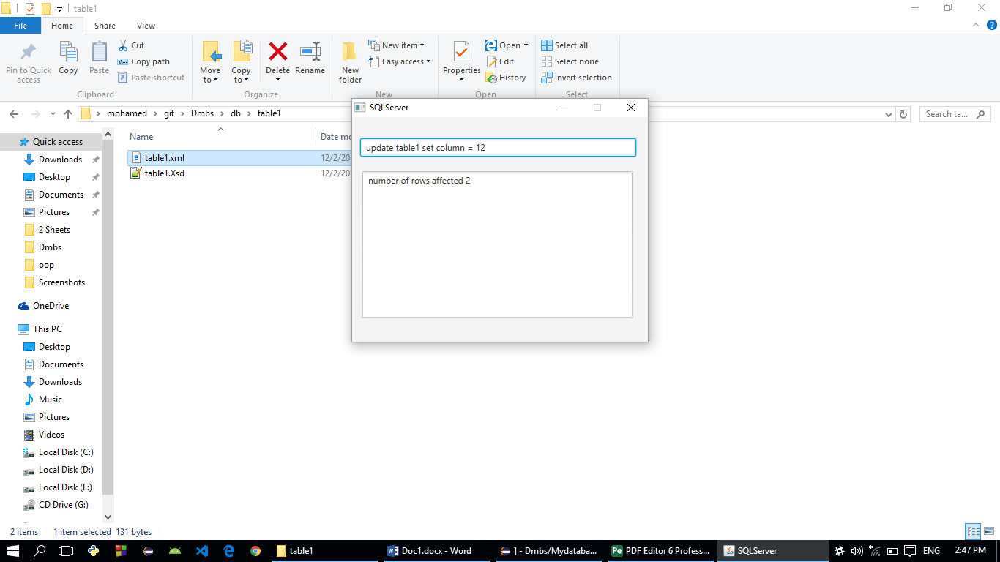 table1
File Home Share View
Pin to Quick access
Copy
Paste
Cut
Copy path
Paste shortcut
Clipboard
Move to
Copy to
Delete
Rename
Organize
New folder
New item
Easy access
New
Properties
Open
Edit
History
Open
Select all
Select none
Invert selection
Select
mohamed › git › Dmbs › db › table1
Search ta...
Name
Date mo
table1.xml 12/2/20
table1.Xsd 12/2/20
Quick access
Downloads
Desktop
Documents
Pictures
2 Sheets
Dmbs
oop
Screenshots
OneDrive
This PC
Desktop
Documents
Downloads
Music
Pictures
Videos
Local Disk (C:)
Local Disk (D:)
Local Disk (E:)
CD Drive (G:)
SQLServer
update table1 set column = 12
number of rows affected 2
2 items 1 item selected 131 bytes
table1
Doc1.docx - Word
] - Dmbs/Mydataba...
Pe PDF Editor 6 Profess...
SQLServer
ENG
2:47 PM